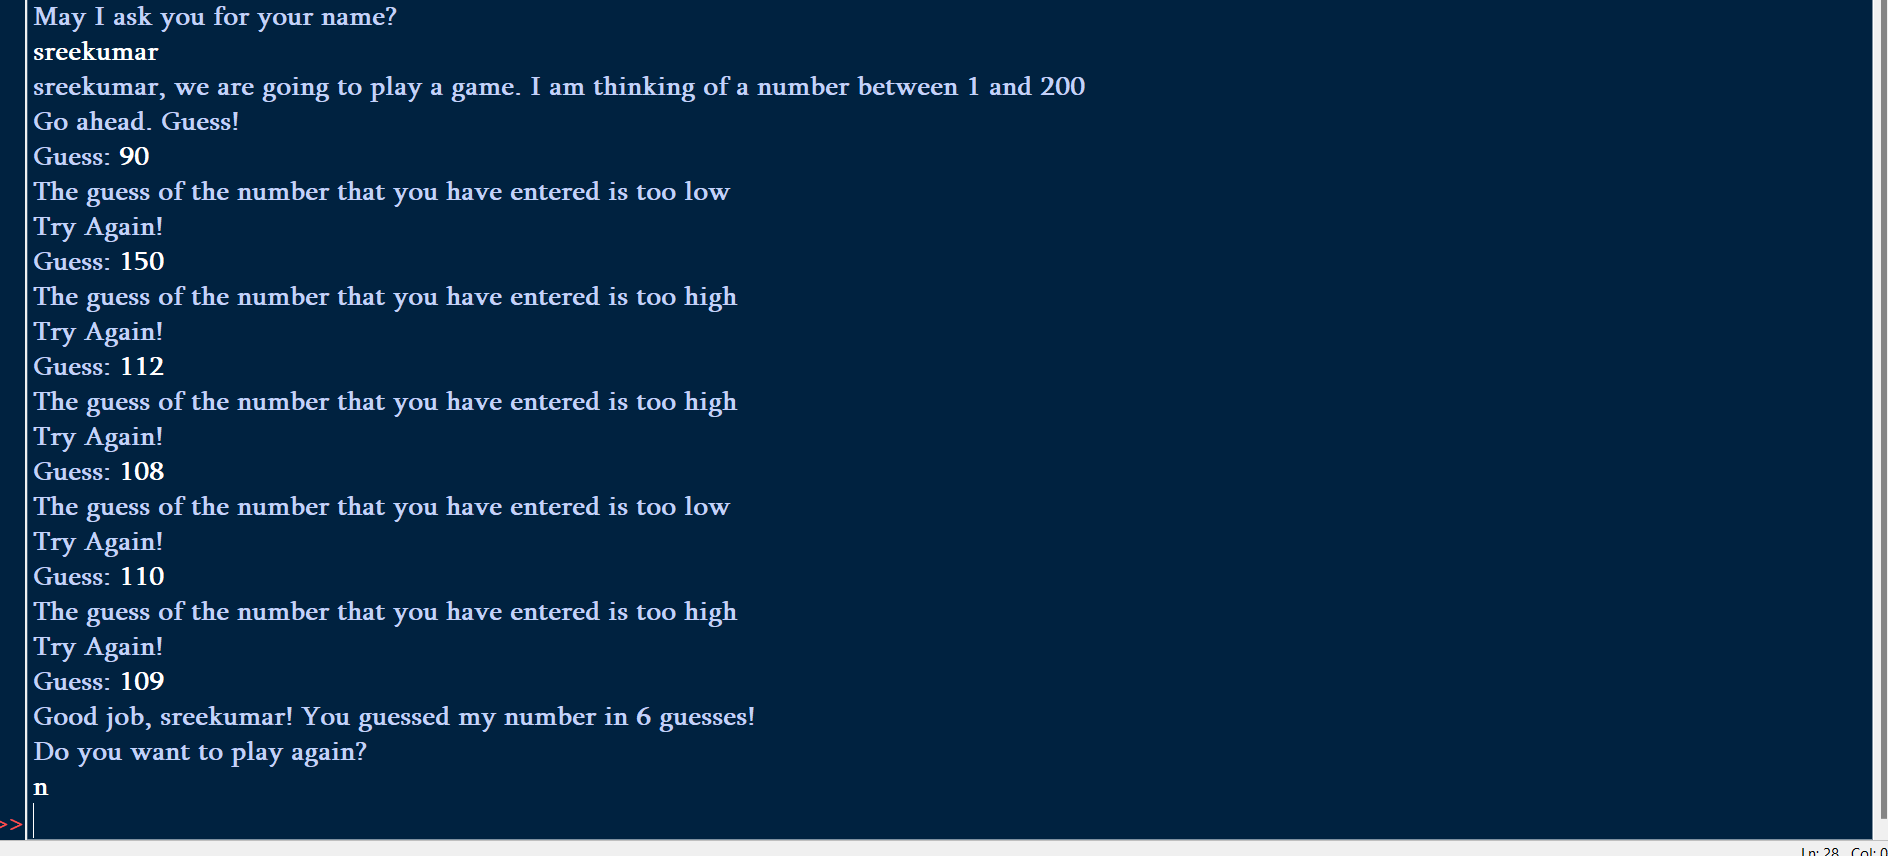 May I ask you for your name?
sreekumar
sreekumar, we are going to play a game. I am thinking of a number between 1 and 200
Go ahead. Guess!
Guess: 90
The guess of the number that you have entered is too low
Try Again!
Guess: 150
The guess of the number that you have entered is too high
Try Again!
Guess: 112
The guess of the number that you have entered is too high
Try Again!
Guess: 108
The guess of the number that you have entered is too low
Try Again!
Guess: 110
The guess of the number that you have entered is too high
Try Again!
Guess: 109
Good job, sreekumar! You guessed my number in 6 guesses!
Do you want to play again?
n
>>
Ln: 28 Col: 0